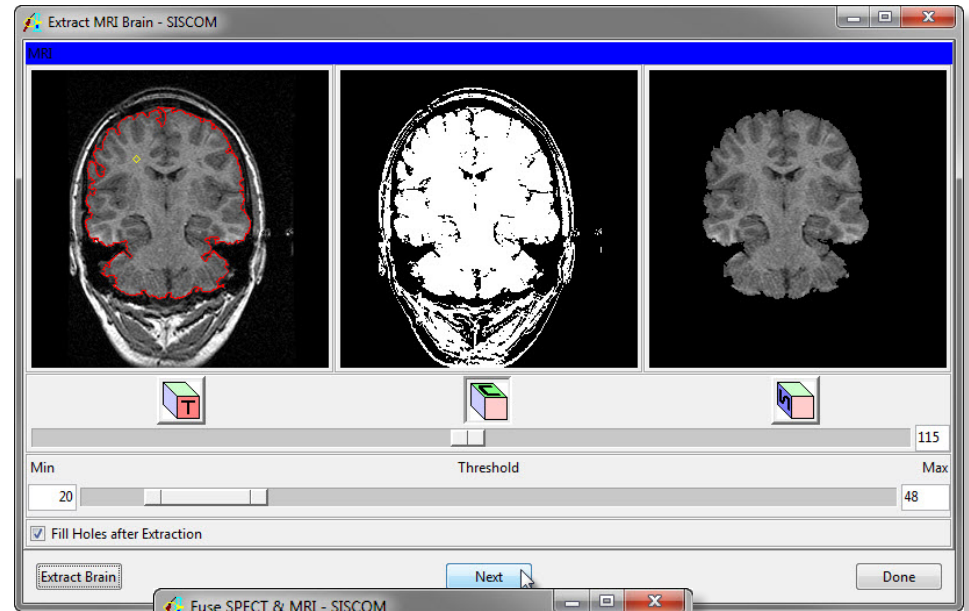 Extract MRI Brain - SISCOM
MRI
T
115
Min Threshold Max
20 48
Fill Holes after Extraction
Extract Brain Next Done
Fuse SPECT & MRI - SISCOM